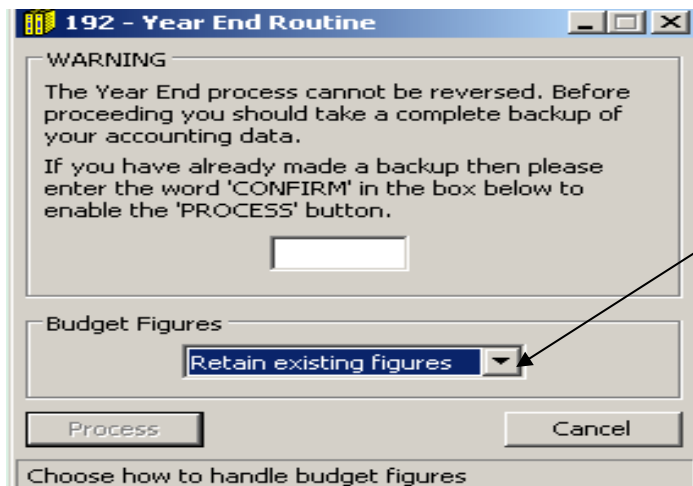 192 - Year End Routine
WARNING
The Year End process cannot be reversed. Before
proceeding you should take a complete backup of
your accounting data.
If you have already made a backup then please
enter the word 'CONFIRM' in the box below to
enable the 'PROCESS' button.
Budget Figures
Retain existing figures
Process
Cancel
Choose how to handle budget figures